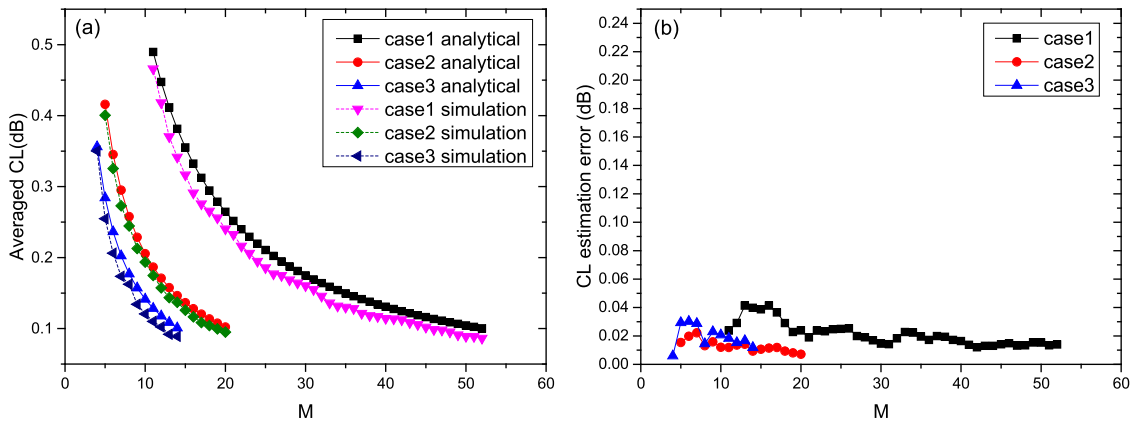 (a)
case1 analytical
case2 analytical
case3 analytical
case1 simulation
case2 simulation
case3 simulation
Averaged CL(dB)
0.5
0.4
0.3
0.2
0.1
0 10 20 30 40 50 60
M
(b)
case1
case2
case3
CL estimation error (dB)
0.24
0.22
0.20
0.18
0.16
0.14
0.12
0.10
0.08
0.06
0.04
0.02
0.00
0 10 20 30 40 50 60
M